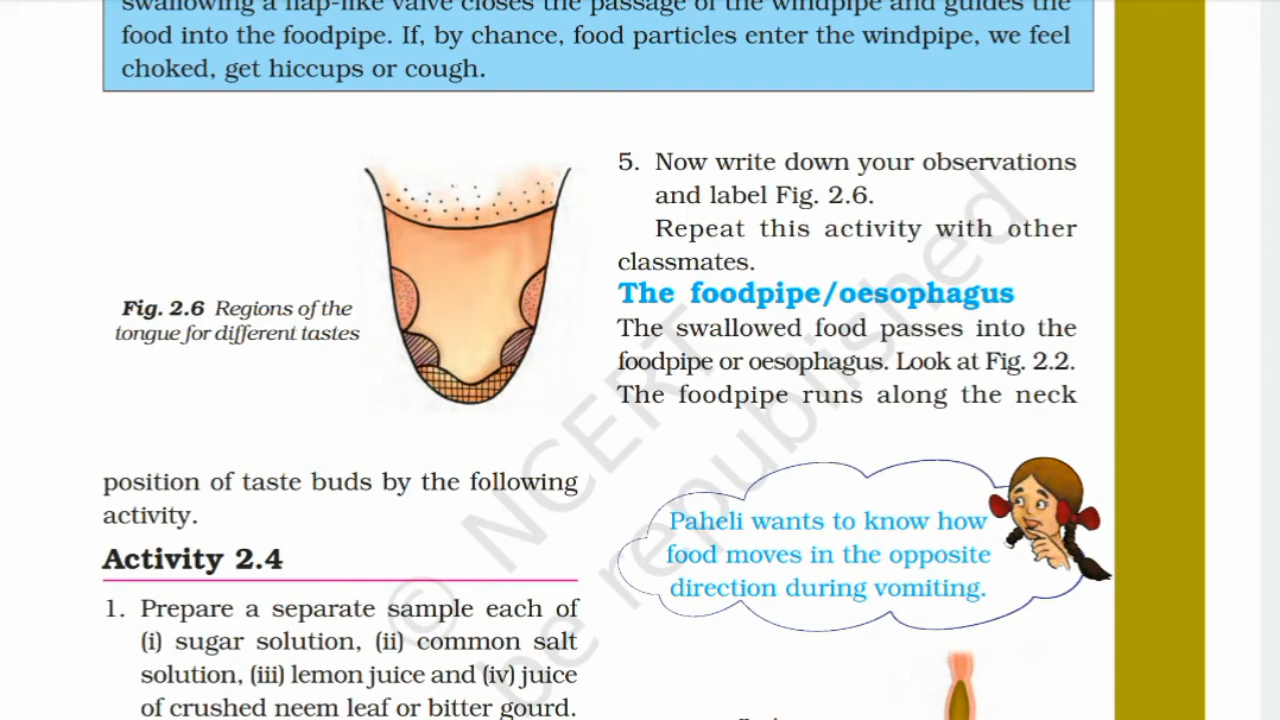 swallowing a flap-like valve closes the passage of the windpipe and guides the
food into the foodpipe. If, by chance, food particles enter the windpipe, we feel
choked, get hiccups or cough.
Fig. 2.6 Regions of the
tongue for different tastes
position of taste buds by the following
activity.
Activity 2.4
1. Prepare a separate sample each of
(i) sugar solution, (ii) common salt
solution, (iii) lemon juice and (iv) juice
of crushed neem leaf or bitter gourd.
5. Now write down your observations
and label Fig. 2.6.
Repeat this activity with other
classmates.
The foodpipe/oesophagus
The swallowed food passes into the
foodpipe or oesophagus. Look at Fig. 2.2.
The foodpipe runs along the neck
Paheli wants to know how
food moves in the opposite
direction during vomiting.
© NCERT
be republished